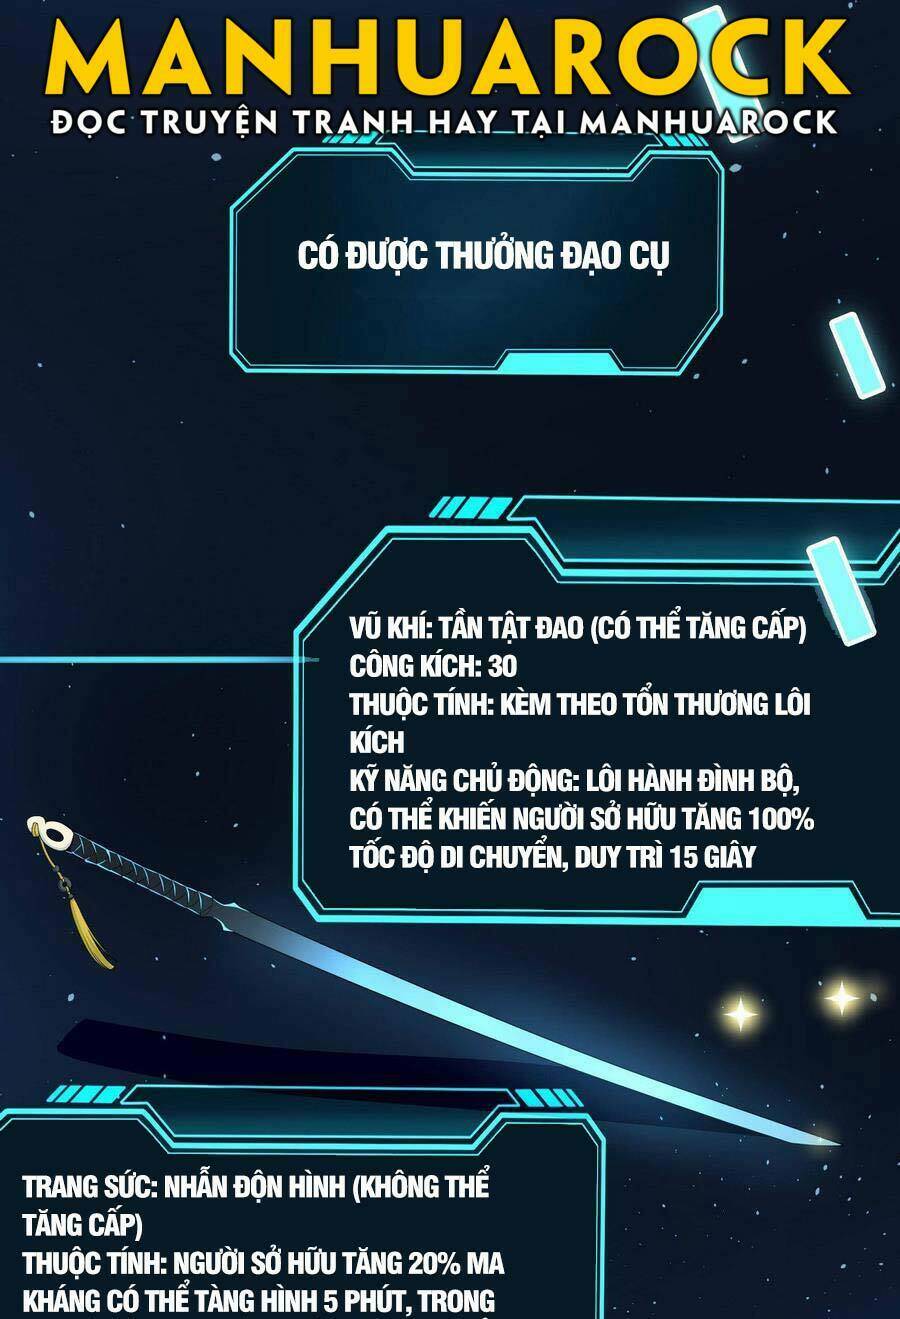 MANHUAROCK
ĐỌC TRUYỆN TRANH HAY TẠI MANHUAROCK
CÓ ĐƯỢC THƯỞNG ĐẠO CỤ
VŨ KHÍ: TẦN TẬT ĐAO (CÓ THỂ TĂNG CẤP)
CÔNG KÍCH: 30
THUỘC TÍNH: KÈM THEO TỔN THƯƠNG LÔI
KÍCH
KỸ NĂNG CHỦ ĐỘNG: LÔI HÀNH ĐÌNH BỘ,
CÓ THỂ KHIẾN NGƯỜI SỞ HỮU TĂNG 100%
TỐC ĐỘ DI CHUYỂN, DUY TRÌ 15 GIÂY
TRANG SỨC: NHẪN ĐỘN HÌNH (KHÔNG THỂ
TĂNG CẤP)
THUỘC TÍNH: NGƯỜI SỞ HỮU TĂNG 20% MA
KHÁNG CÓ THỂ TÀNG HÌNH 5 PHÚT, TRONG